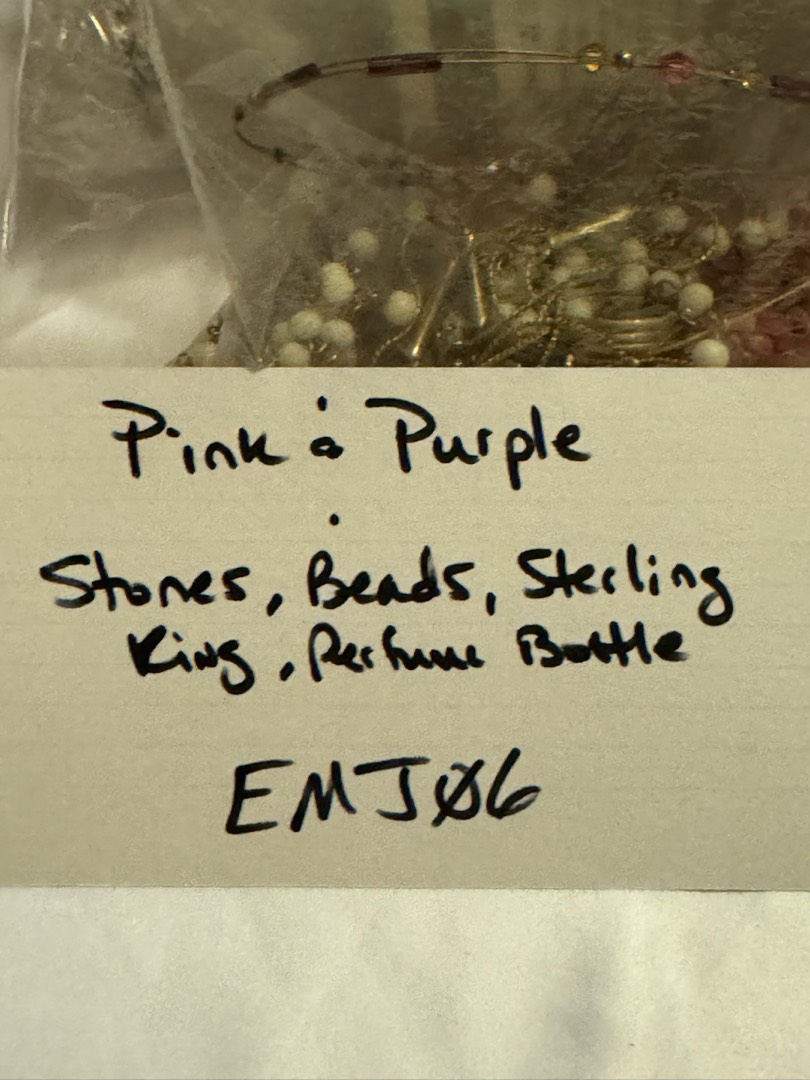 Pink & Purple
Stones, Beads, Sterling
Ring, Perfume Bottle
EMJØ6